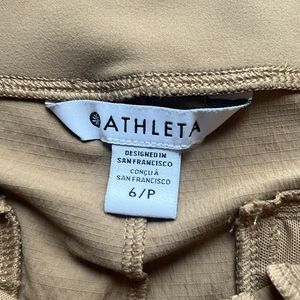 ATHLETA
DESIGNED IN
SAN FRANCISCO
CONÇU À
SAN FRANCISCO
6/P